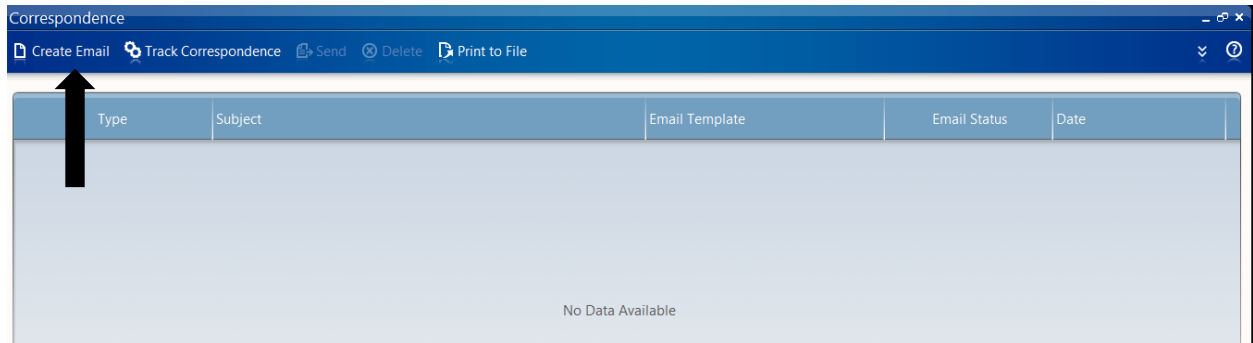 Correspondence
Create Email Track Correspondence Send Delete Print to File
Type Subject Email Template Email Status Date
No Data Available